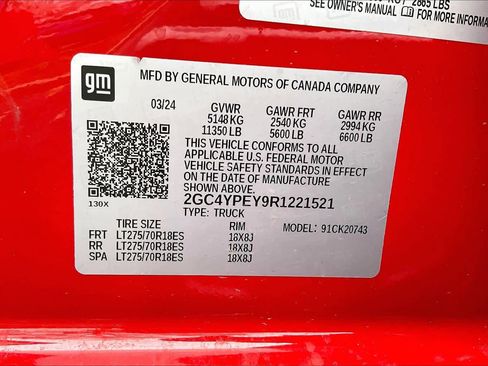 2865 LBS
SEE OWNER'S MANUAL FOR MORE INFORMATION
gm
MFD BY GENERAL MOTORS OF CANADA COMPANY
03/24 GVWR GAWR FRT GAWR RR
5148 KG 2540 KG 2994 KG
11350 LB 5600 LB 6600 LB
THIS VEHICLE CONFORMS TO ALL
APPLICABLE U.S. FEDERAL MOTOR
VEHICLE SAFETY STANDARDS IN EFFECT
ON THE DATE OF MANUFACTURE SHOWN ABOVE.
2GC4YPEY9R1221521
130X TYPE: TRUCK
TIRE SIZE RIM MODEL: 91CK20743
FRT LT275/70R18ES 18X8J
RR LT275/70R18ES 18X8J
SPA LT275/70R18ES 18X8J